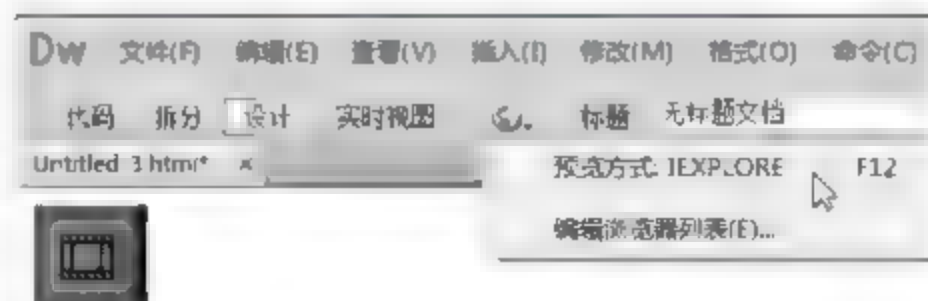 Dw 文件(F) 编辑(E) 查看(V) 插入(I) 修改(M) 格式(O) 命令(C)
代码 拆分 设计 实时视图 标题 无标题文档
Untitled-3.html* ×
预览方式: IEXPLORE F12
编辑浏览器列表(E)...